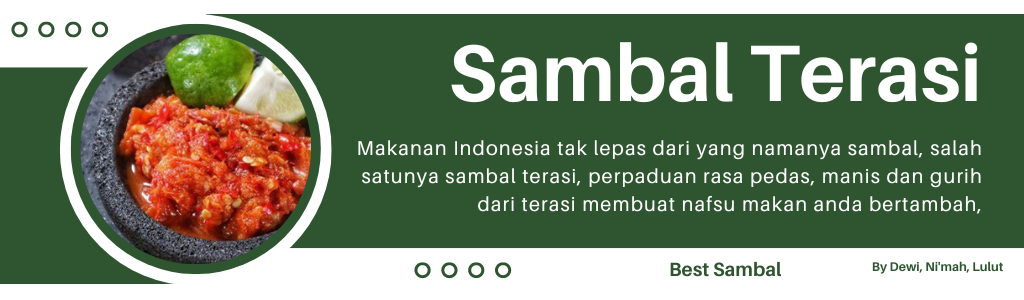 Sambal Terasi
Makanan Indonesia tak lepas dari yang namanya sambal, salah
satunya sambal terasi, perpaduan rasa pedas, manis dan gurih
dari terasi membuat nafsu makan anda bertambah,
Best Sambal
By Dewi, Ni'mah, Lulut